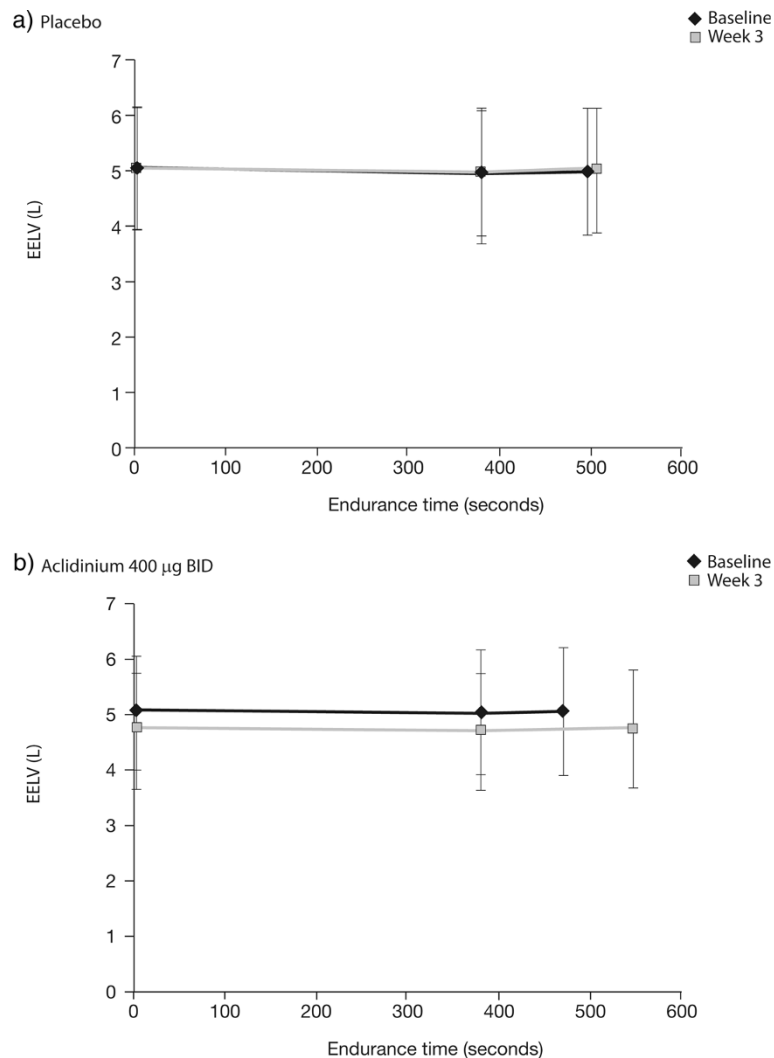 a) Placebo
Baseline
Week 3
7
6
5
4
3
2
1
0
EELV (L)
0 100 200 300 400 500 600
Endurance time (seconds)
b) Aclidinium 400 μg BID
Baseline
Week 3
7
6
5
4
3
2
1
0
EELV (L)
0 100 200 300 400 500 600
Endurance time (seconds)